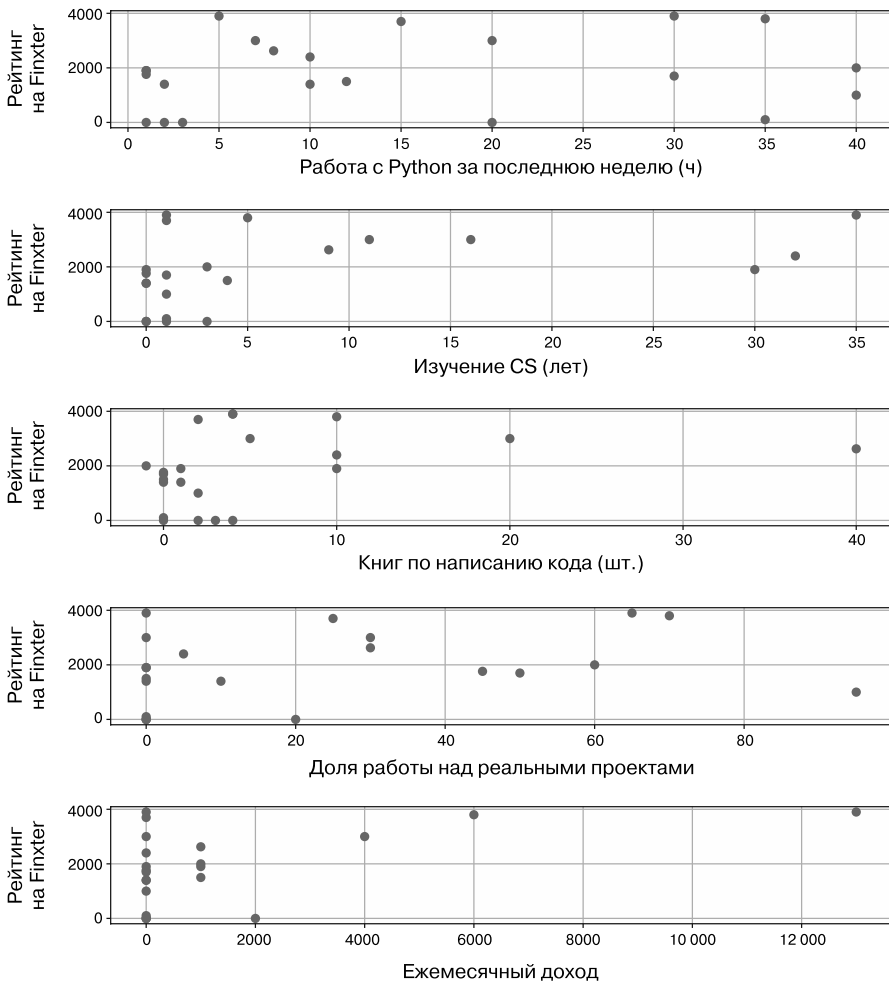 4000
2000
0
Рейтинг
на Finxter
0 5 10 15 20 25 30 35 40
Работа с Python за последнюю неделю (ч)
4000
2000
0
Рейтинг
на Finxter
0 5 10 15 20 25 30 35
Изучение CS (лет)
4000
2000
0
Рейтинг
на Finxter
0 10 20 30 40
Книг по написанию кода (шт.)
4000
2000
0
Рейтинг
на Finxter
0 20 40 60 80
Доля работы над реальными проектами
4000
2000
0
Рейтинг
на Finxter
0 2000 4000 6000 8000 10 000 12 000
Ежемесячный доход